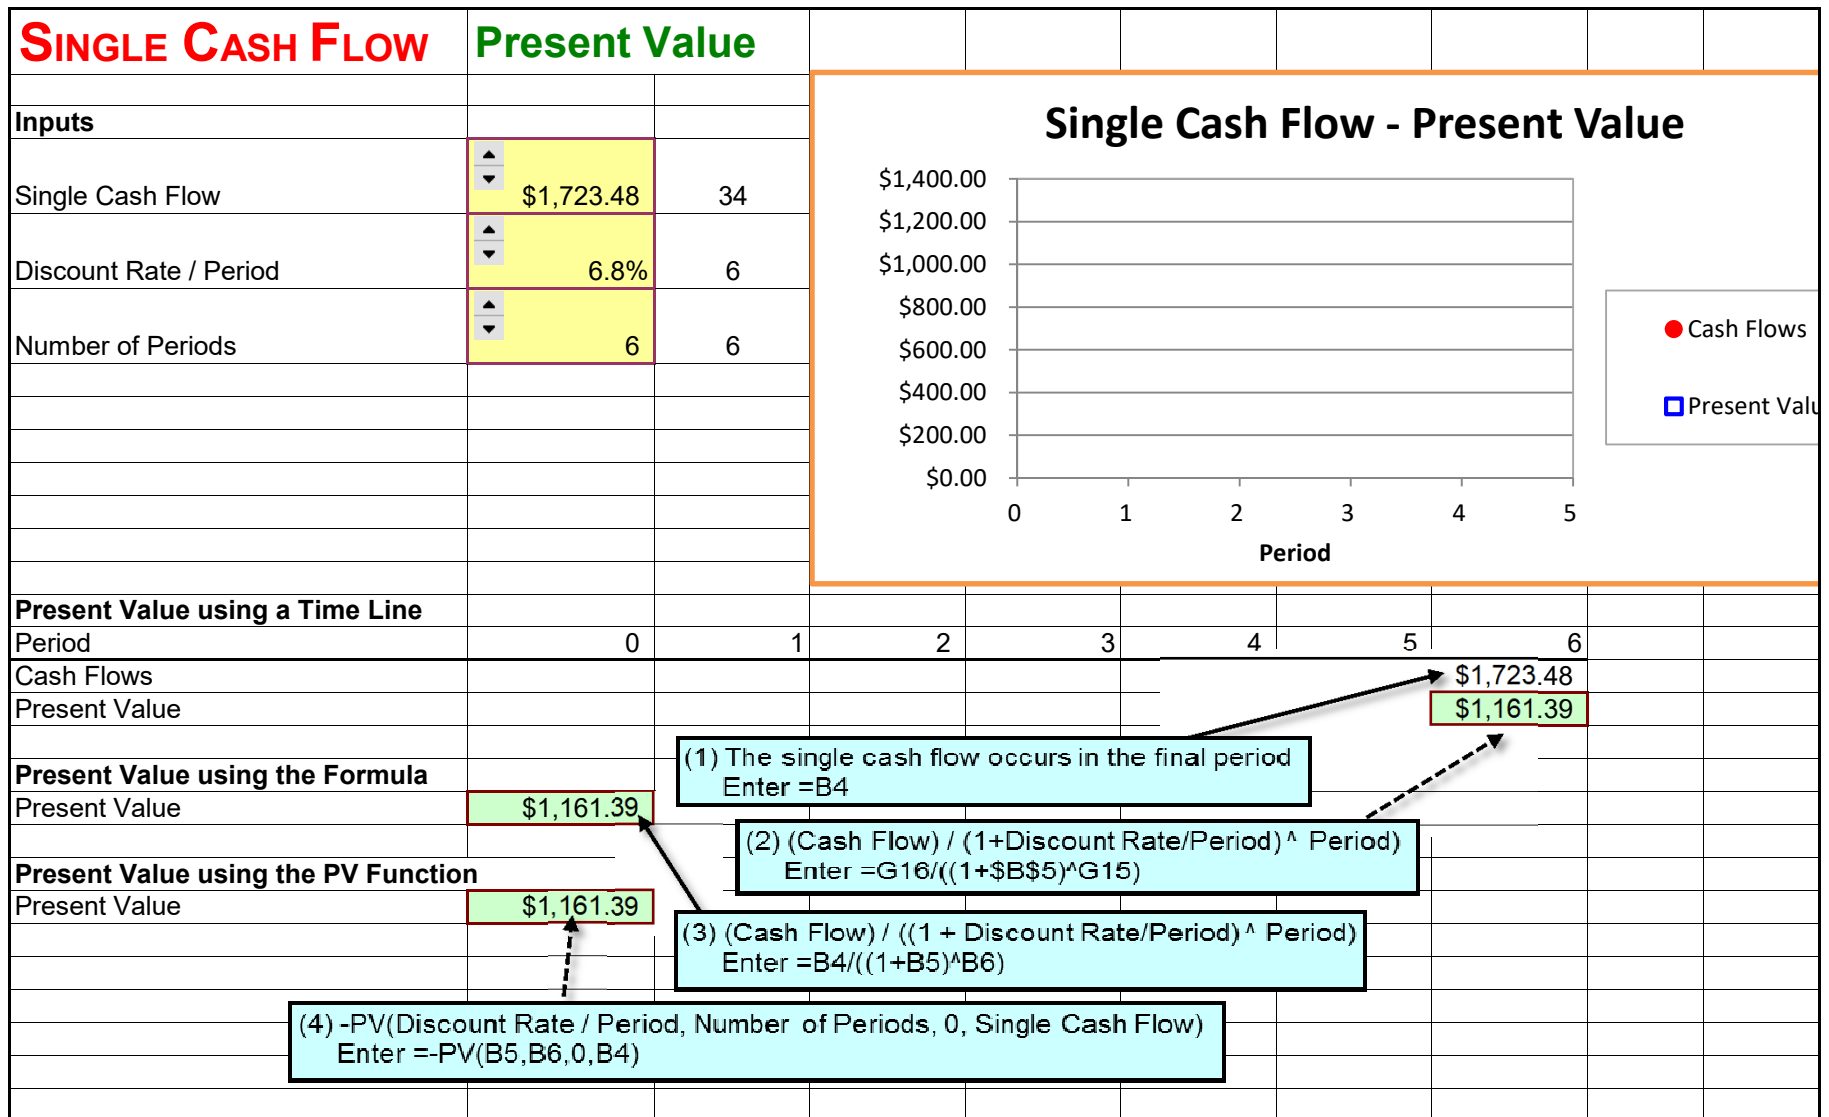 SINGLE CASH FLOW Present Value
Inputs
Single Cash Flow $1,723.48 34
Discount Rate / Period 6.8% 6
Number of Periods 6 6
Single Cash Flow - Present Value
$1,400.00
$1,200.00
$1,000.00
$800.00
$600.00
$400.00
$200.00
$0.00
0 1 2 3 4 5
Period
Cash Flows
Present Valu
Present Value using a Time Line
Period 0 1 2 3 4 5 6
Cash Flows $1,723.48
Present Value $1,161.39
(1) The single cash flow occurs in the final period
Enter =B4
Present Value using the Formula
Present Value $1,161.39
(2) (Cash Flow) / (1+Discount Rate/Period) ^ Period)
Enter =G16/((1+$B$5)^G15)
Present Value using the PV Function
Present Value $1,161.39
(3) (Cash Flow) / ((1 + Discount Rate/Period) ^ Period)
Enter =B4/((1+B5)^B6)
(4) -PV(Discount Rate / Period, Number of Periods, 0, Single Cash Flow)
Enter =-PV(B5,B6,0,B4)